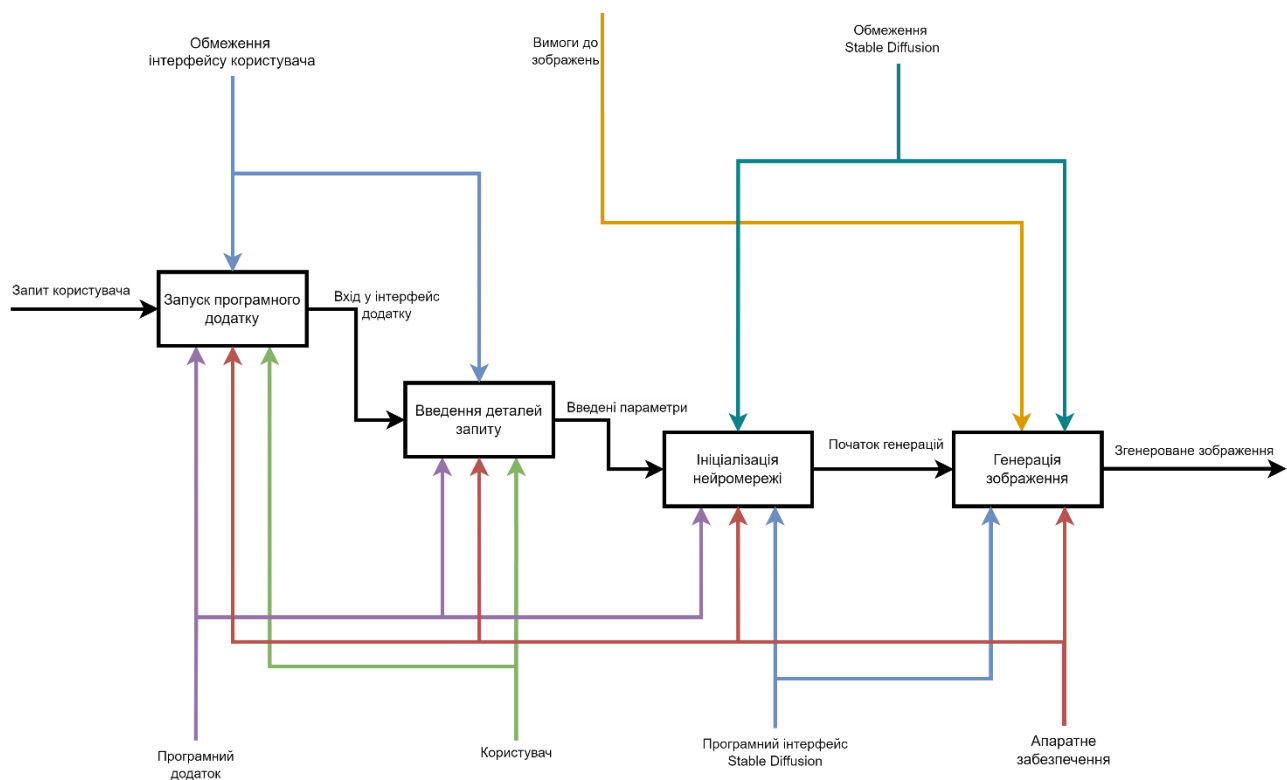 Обмеження
інтерфейсу користувача
Вимоги до
зображень
Обмеження
Stable Diffusion
Запит користувача
Запуск програмного
додатку
Вхід у інтерфейс
додатку
Введення деталей
запиту
Введені параметри
Ініціалізація
нейромережі
Початок генерацій
Генерація
зображення
Згенероване зображення
Програмний
додаток
Користувач
Програмний інтерфейс
Stable Diffusion
Апаратне
забезпечення